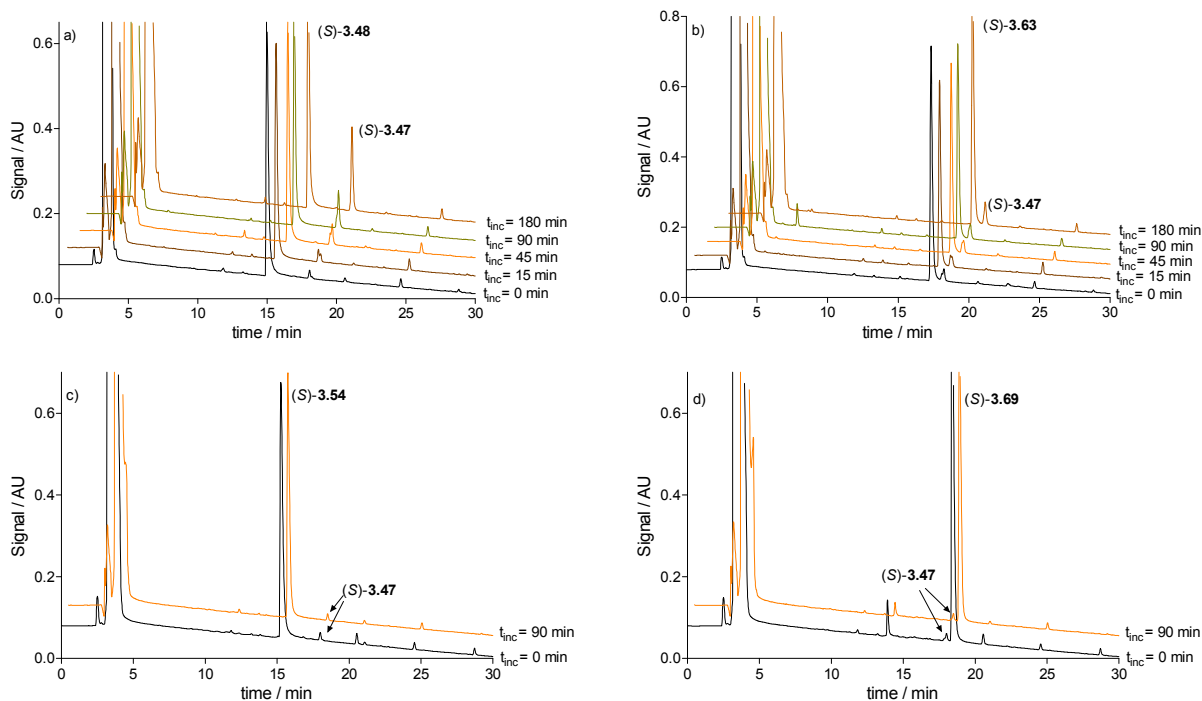 a)
(S)-3.48
(S)-3.47
Signal / AU
0.6
0.4
0.2
0.0
t_inc = 180 min
t_inc = 90 min
t_inc = 45 min
t_inc = 15 min
t_inc = 0 min
0 5 10 15 20 25 30
time / min
b)
(S)-3.63
(S)-3.47
Signal / AU
0.8
0.6
0.4
0.2
0.0
t_inc = 180 min
t_inc = 90 min
t_inc = 45 min
t_inc = 15 min
t_inc = 0 min
0 5 10 15 20 25 30
time / min
c)
(S)-3.54
(S)-3.47
Signal / AU
0.6
0.4
0.2
0.0
t_inc = 90 min
t_inc = 0 min
0 5 10 15 20 25 30
time / min
d)
(S)-3.69
(S)-3.47
Signal / AU
0.6
0.4
0.2
0.0
t_inc = 90 min
t_inc = 0 min
0 5 10 15 20 25 30
time / min